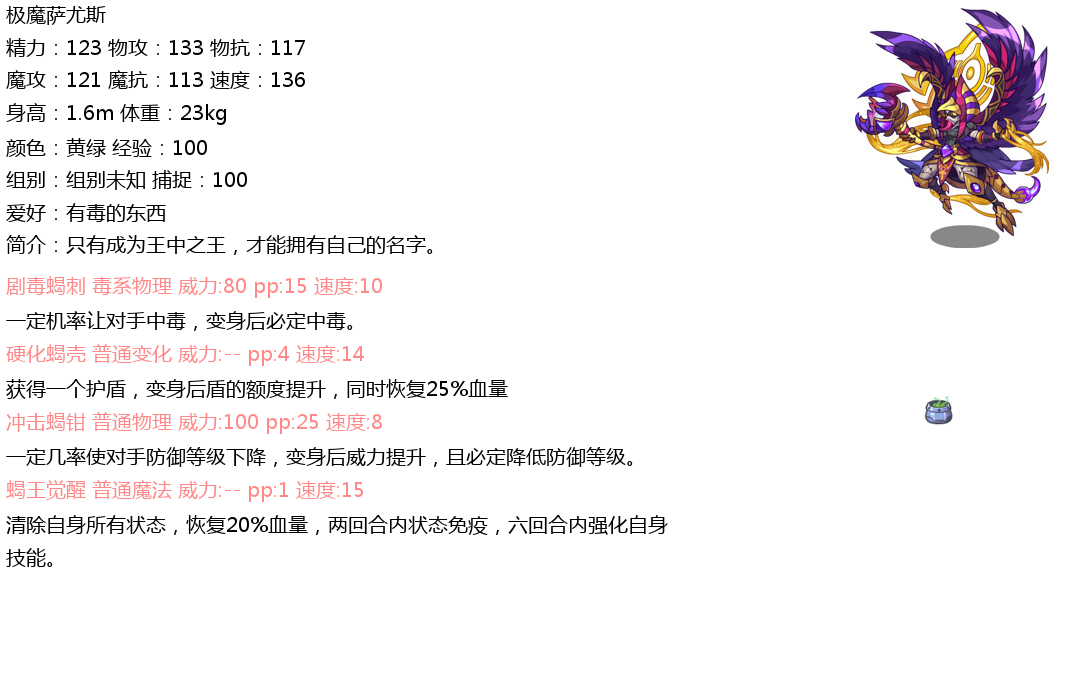 极魔萨尤斯
精力：123 物攻：133 物抗：117
魔攻：121 魔抗：113 速度：136
身高：1.6m 体重：23kg
颜色：黄绿 经验：100
组别：组别未知 捕捉：100
爱好：有毒的东西
简介：只有成为王中之王，才能拥有自己的名字。
剧毒蝎刺 毒系物理 威力:80 pp:15 速度:10
一定机率让对手中毒，变身后必定中毒。
硬化蝎壳 普通变化 威力:-- pp:4 速度:14
获得一个护盾，变身后盾的额度提升，同时恢复25%血量
冲击蝎钳 普通物理 威力:100 pp:25 速度:8
一定几率使对手防御等级下降，变身后威力提升，且必定降低防御等级。
蝎王觉醒 普通魔法 威力:-- pp:1 速度:15
清除自身所有状态，恢复20%血量，两回合内状态免疫，六回合内强化自身
技能。